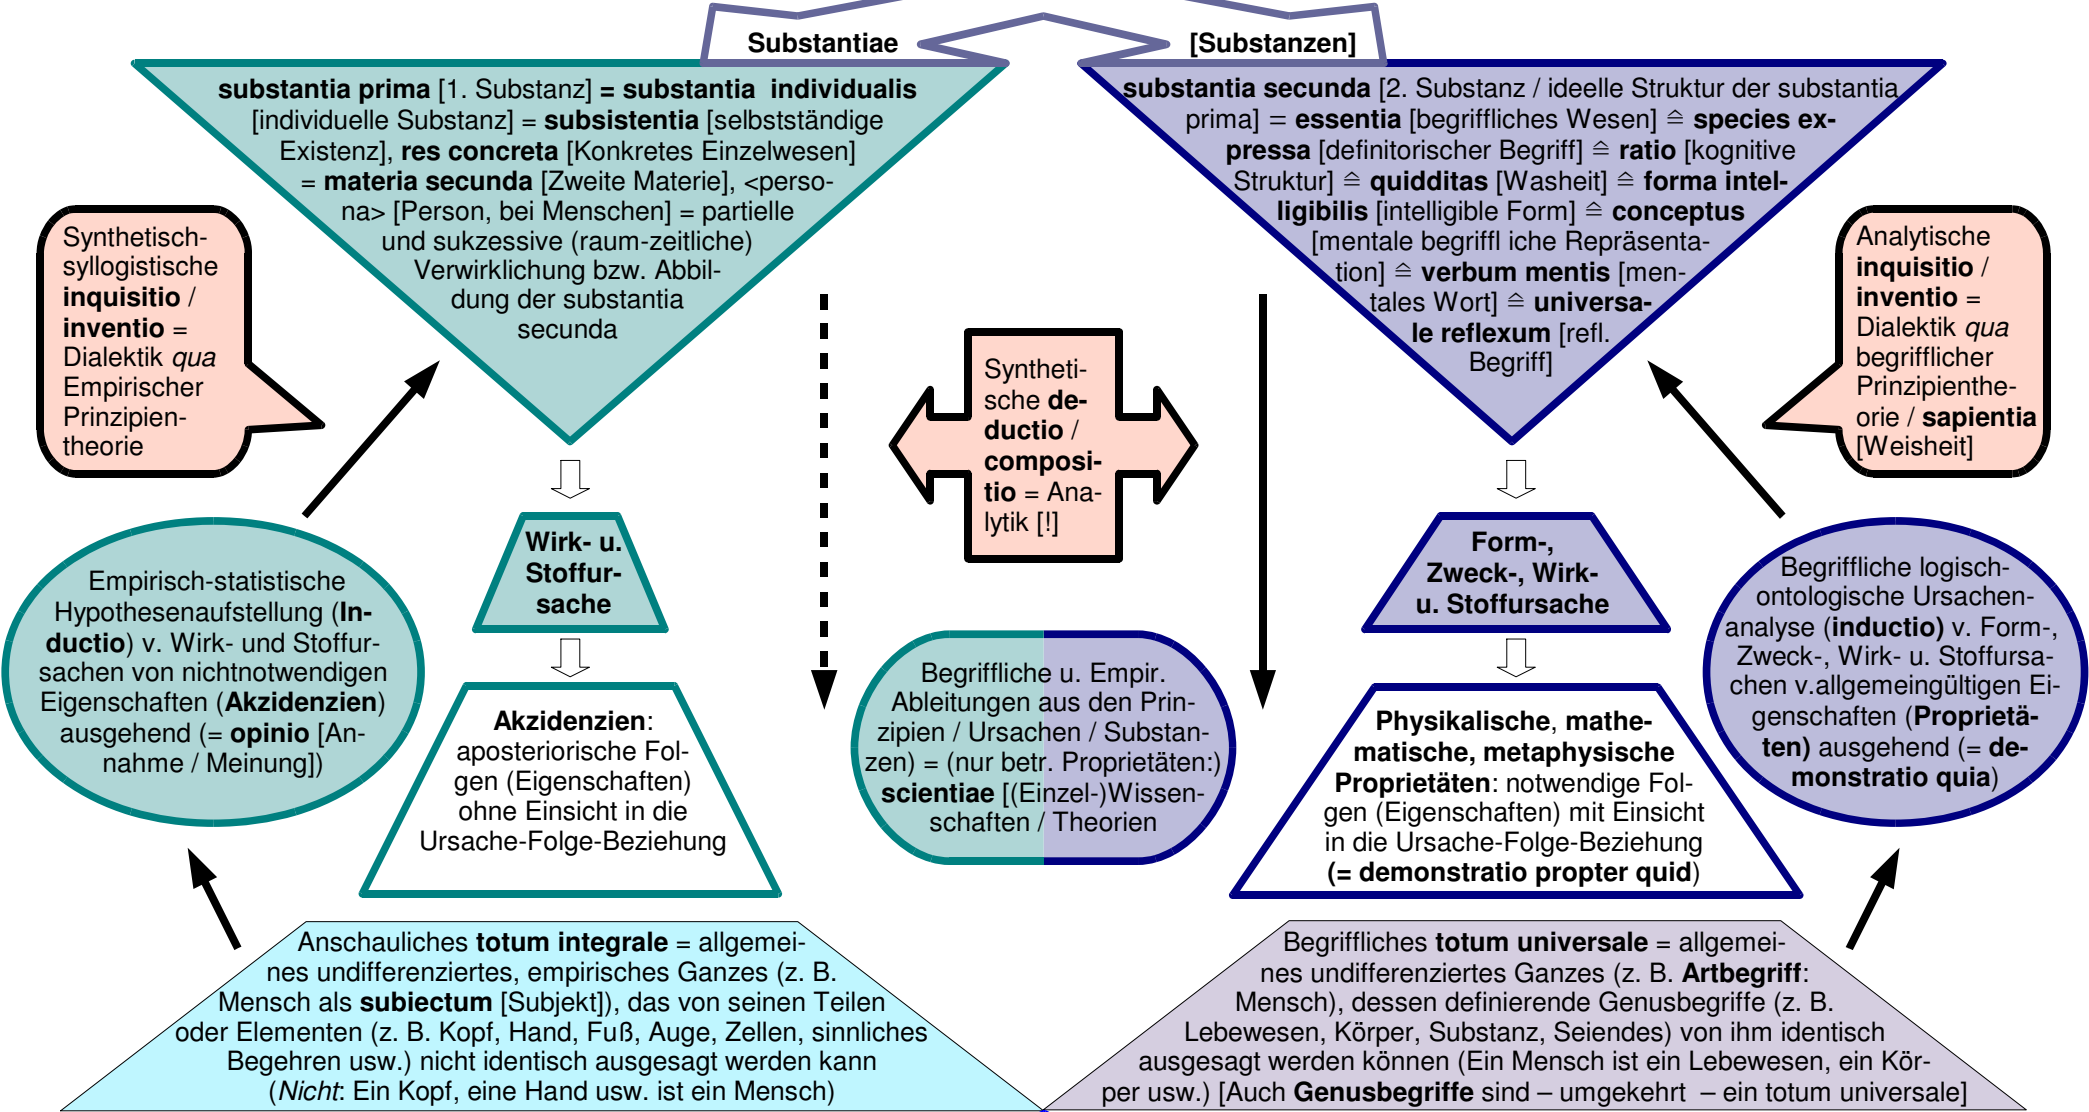 Substantiae [Substanzen]
substantia prima [1. Substanz] = substantia individualis
[individuelle Substanz] = subsistentia [selbstständige
Existenz], res concreta [Konkretes Einzelwesen]
= materia secunda [Zweite Materie], <perso-
na> [Person, bei Menschen] = partielle
und sukzessive (raum-zeitliche)
Verwirklichung bzw. Abbil-
dung der substantia
secunda
substantia secunda [2. Substanz / ideelle Struktur der substantia
prima] = essentia [begriffliches Wesen] ≙ species ex-
pressa [definitorischer Begriff] ≙ ratio [kognitive
Struktur] ≙ quidditas [Washeit] ≙ forma intel-
ligibilis [intelligible Form] ≙ conceptus
[mentale begriffl iche Repräsenta-
tion] ≙ verbum mentis [men-
tales Wort] ≙ universa-
le reflexum [refl.
Begriff]
Synthetisch-
syllogistische
inquisitio /
inventio =
Dialektik qua
Empirischer
Prinzipien-
theorie
Syntheti-
sche de-
ductio /
composi-
tio = Ana-
lytik [!]
Analytische
inquisitio /
inventio =
Dialektik qua
begrifflicher
Prinzipienthe-
orie / sapientia
[Weisheit]
Empirisch-statistische
Hypothesenaufstellung (In-
ductio) v. Wirk- und Stoffur-
sachen von nichtnotwendigen
Eigenschaften (Akzidenzien)
ausgehend (= opinio [An-
nahme / Meinung])
Wirk- u.
Stoffur-
sache
Akzidenzien:
aposteriorische Fol-
gen (Eigenschaften)
ohne Einsicht in die
Ursache-Folge-Beziehung
Begriffliche u. Empir.
Ableitungen aus den Prin-
zipien / Ursachen / Substan-
zen) = (nur betr. Proprietäten:)
scientiae [(Einzel-)Wissen-
schaften / Theorien
Form-,
Zweck-, Wirk-
u. Stoffursache
Physikalische, mathe-
matische, metaphysische
Proprietäten: notwendige Fol-
gen (Eigenschaften) mit Einsicht
in die Ursache-Folge-Beziehung
(= demonstratio propter quid)
Begriffliche logisch-
ontologische Ursachen-
analyse (inductio) v. Form-,
Zweck-, Wirk- u. Stoffursa-
chen v.allgemeingültigen Ei-
genschaften (Proprietä-
ten) ausgehend (= de-
monstratio quia)
Anschauliches totum integrale = allgemei-
nes undifferenziertes, empirisches Ganzes (z. B.
Mensch als subiectum [Subjekt]), das von seinen Teilen
oder Elementen (z. B. Kopf, Hand, Fuß, Auge, Zellen, sinnliches
Begehren usw.) nicht identisch ausgesagt werden kann
(Nicht: Ein Kopf, eine Hand usw. ist ein Mensch)
Begriffliches totum universale = allgemei-
nes undifferenziertes Ganzes (z. B. Artbegriff:
Mensch), dessen definierende Genusbegriffe (z. B.
Lebewesen, Körper, Substanz, Seiendes) von ihm identisch
ausgesagt werden können (Ein Mensch ist ein Lebewesen, ein Kör-
per usw.) [Auch Genusbegriffe sind – umgekehrt – ein totum universale]